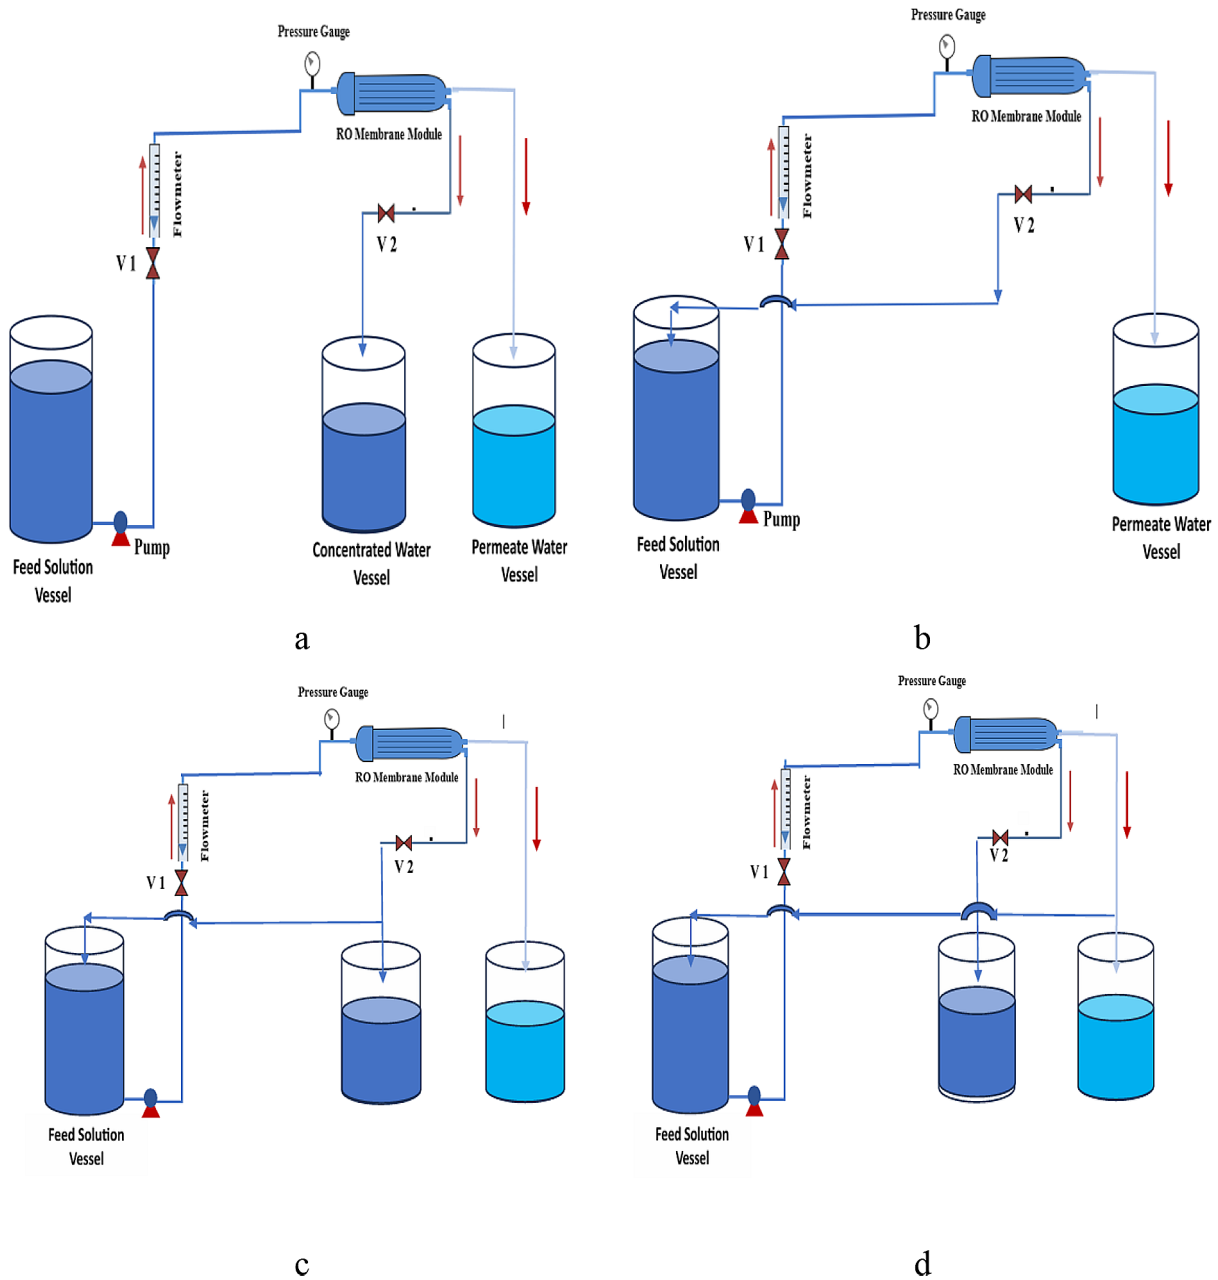 Pressure Gauge
RO Membrane Module
Flowmeter
V 1
V 2
Pump
Feed Solution
Vessel
Concentrated Water
Vessel
Permeate Water
Vessel
a
Pressure Gauge
RO Membrane Module
Flowmeter
V 1
V 2
Pump
Feed Solution
Vessel
Permeate Water
Vessel
b
Pressure Gauge
RO Membrane Module
Flowmeter
V 1
V 2
Feed Solution
Vessel
c
Pressure Gauge
RO Membrane Module
Flowmeter
V 1
V 2
Feed Solution
Vessel
d